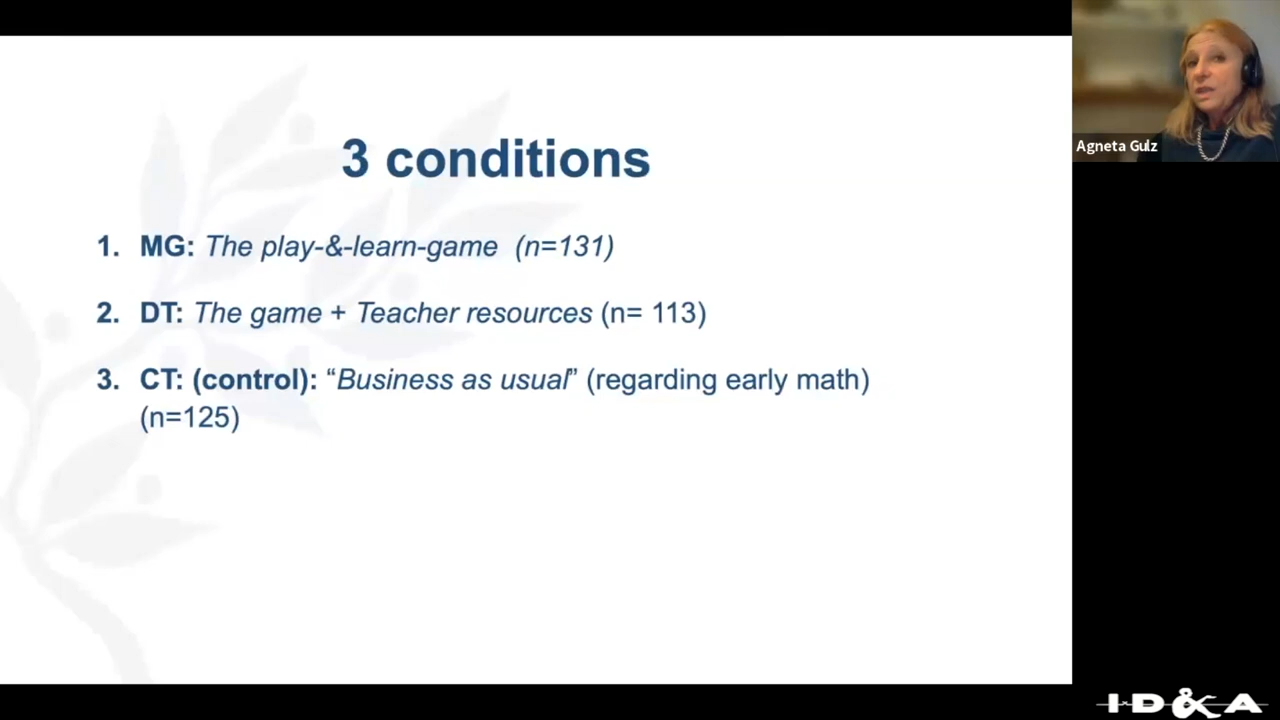 3 conditions
1. MG: The play-&-learn-game (n=131)
2. DT: The game + Teacher resources (n= 113)
3. CT: (control): “Business as usual” (regarding early math)
(n=125)
Agneta Gulz
ID&A